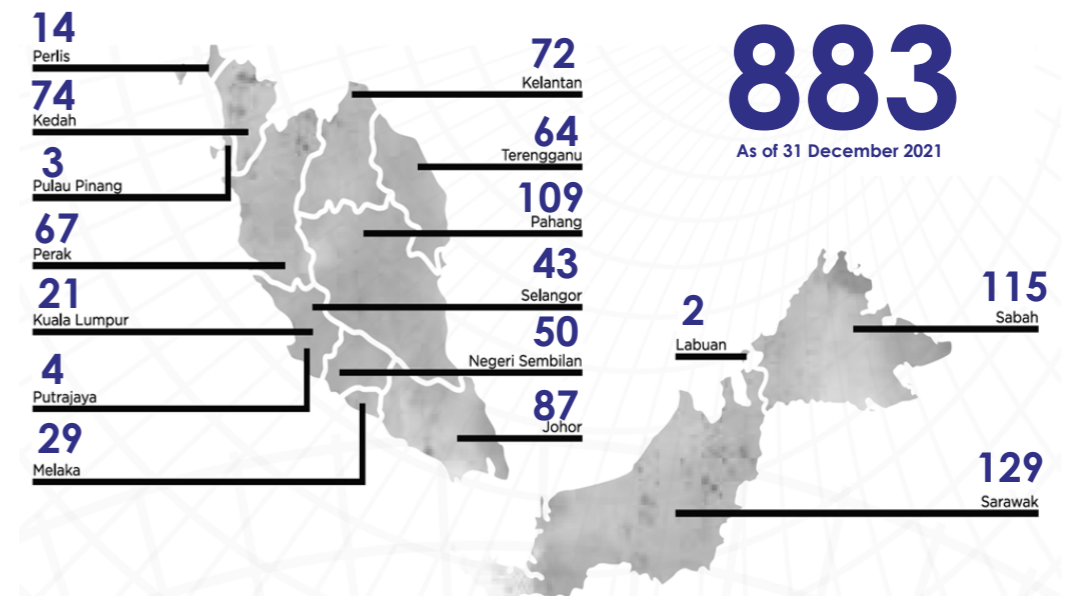 14
Perlis
74
Kedah
3
Pulau Pinang
67
Perak
21
Kuala Lumpur
4
Putrajaya
29
Melaka
72
Kelantan
64
Terengganu
109
Pahang
43
Selangor
50
Negeri Sembilan
87
Johor
883
As of 31 December 2021
2
Labuan
115
Sabah
129
Sarawak